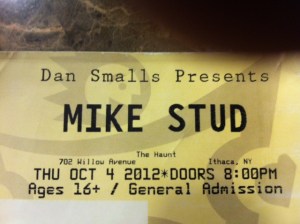 Dan Smalls Presents
MIKE STUD
The Haunt
702 Willow Avenue Ithaca, NY
THU OCT 4 2012*DOORS 8:00PM
Ages 16+ / General Admission